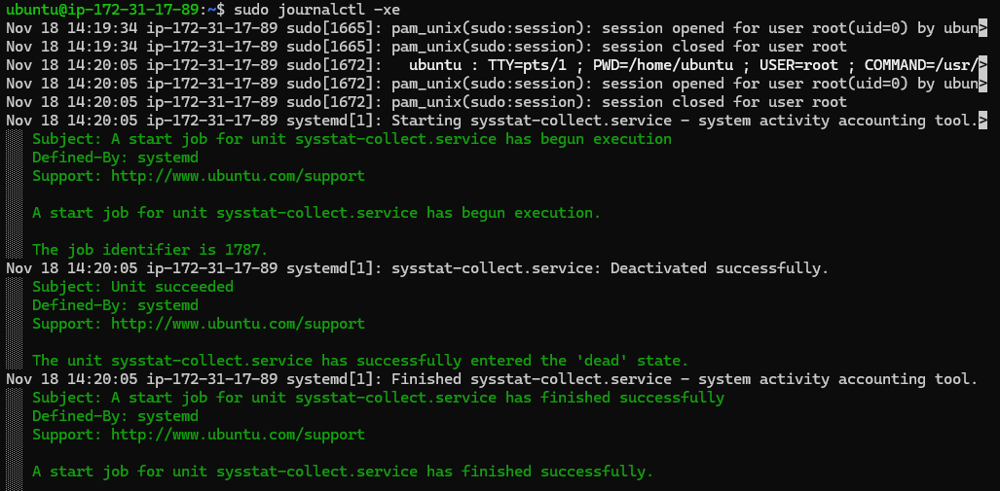 ubuntu@ip-172-31-17-89:~$ sudo journalctl -xe
Nov 18 14:19:34 ip-172-31-17-89 sudo[1665]: pam_unix(sudo:session): session opened for user root(uid=0) by ubun>
Nov 18 14:19:34 ip-172-31-17-89 sudo[1665]: pam_unix(sudo:session): session closed for user root
Nov 18 14:20:05 ip-172-31-17-89 sudo[1672]:   ubuntu : TTY=pts/1 ; PWD=/home/ubuntu ; USER=root ; COMMAND=/usr/>
Nov 18 14:20:05 ip-172-31-17-89 sudo[1672]: pam_unix(sudo:session): session opened for user root(uid=0) by ubun>
Nov 18 14:20:05 ip-172-31-17-89 sudo[1672]: pam_unix(sudo:session): session closed for user root
Nov 18 14:20:05 ip-172-31-17-89 systemd[1]: Starting sysstat-collect.service - system activity accounting tool.>
Subject: A start job for unit sysstat-collect.service has begun execution
Defined-By: systemd
Support: http://www.ubuntu.com/support
A start job for unit sysstat-collect.service has begun execution.
The job identifier is 1787.
Nov 18 14:20:05 ip-172-31-17-89 systemd[1]: sysstat-collect.service: Deactivated successfully.
Subject: Unit succeeded
Defined-By: systemd
Support: http://www.ubuntu.com/support
The unit sysstat-collect.service has successfully entered the 'dead' state.
Nov 18 14:20:05 ip-172-31-17-89 systemd[1]: Finished sysstat-collect.service - system activity accounting tool.
Subject: A start job for unit sysstat-collect.service has finished successfully
Defined-By: systemd
Support: http://www.ubuntu.com/support
A start job for unit sysstat-collect.service has finished successfully.